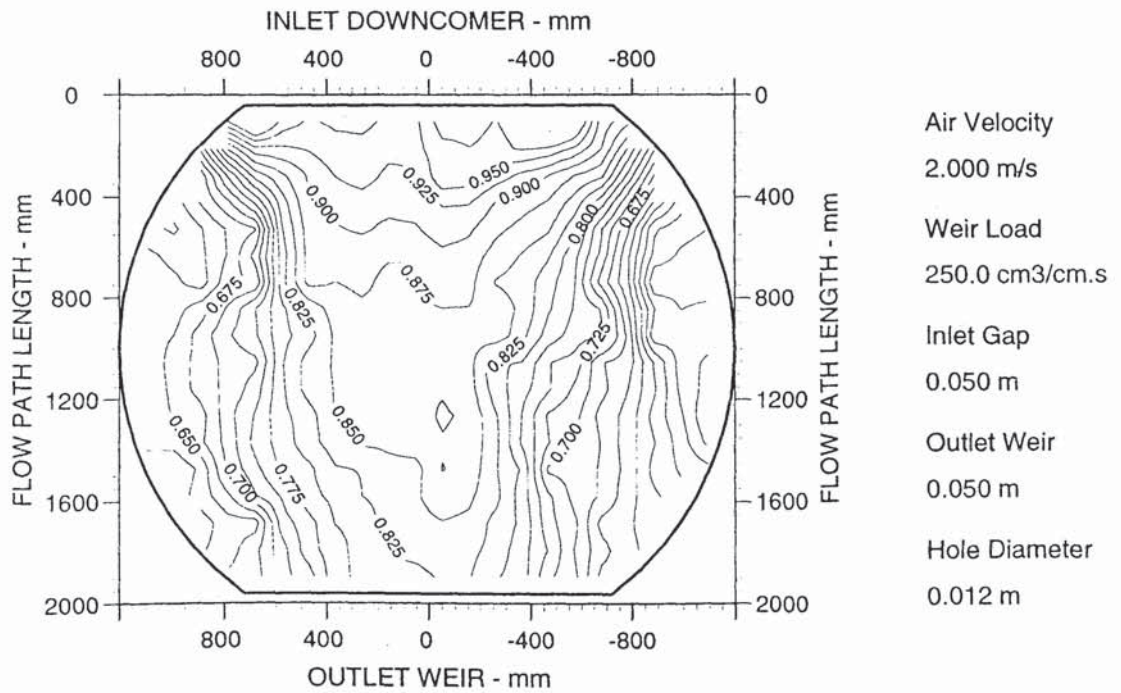 INLET DOWNCOMER - mm
800 400 0 -400 -800
0 0
400 400
800 800
1200 1200
1600 1600
2000 2000
FLOW PATH LENGTH - mm
FLOW PATH LENGTH - mm
0.950
0.925
0.900
0.900
0.675
0.800
0.875
0.675
0.825
0.725
0.825
0.850
0.650
0.700
0.700
0.775
0.825
800 400 0 -400 -800
OUTLET WEIR - mm
Air Velocity
2.000 m/s
Weir Load
250.0 cm3/cm.s
Inlet Gap
0.050 m
Outlet Weir
0.050 m
Hole Diameter
0.012 m